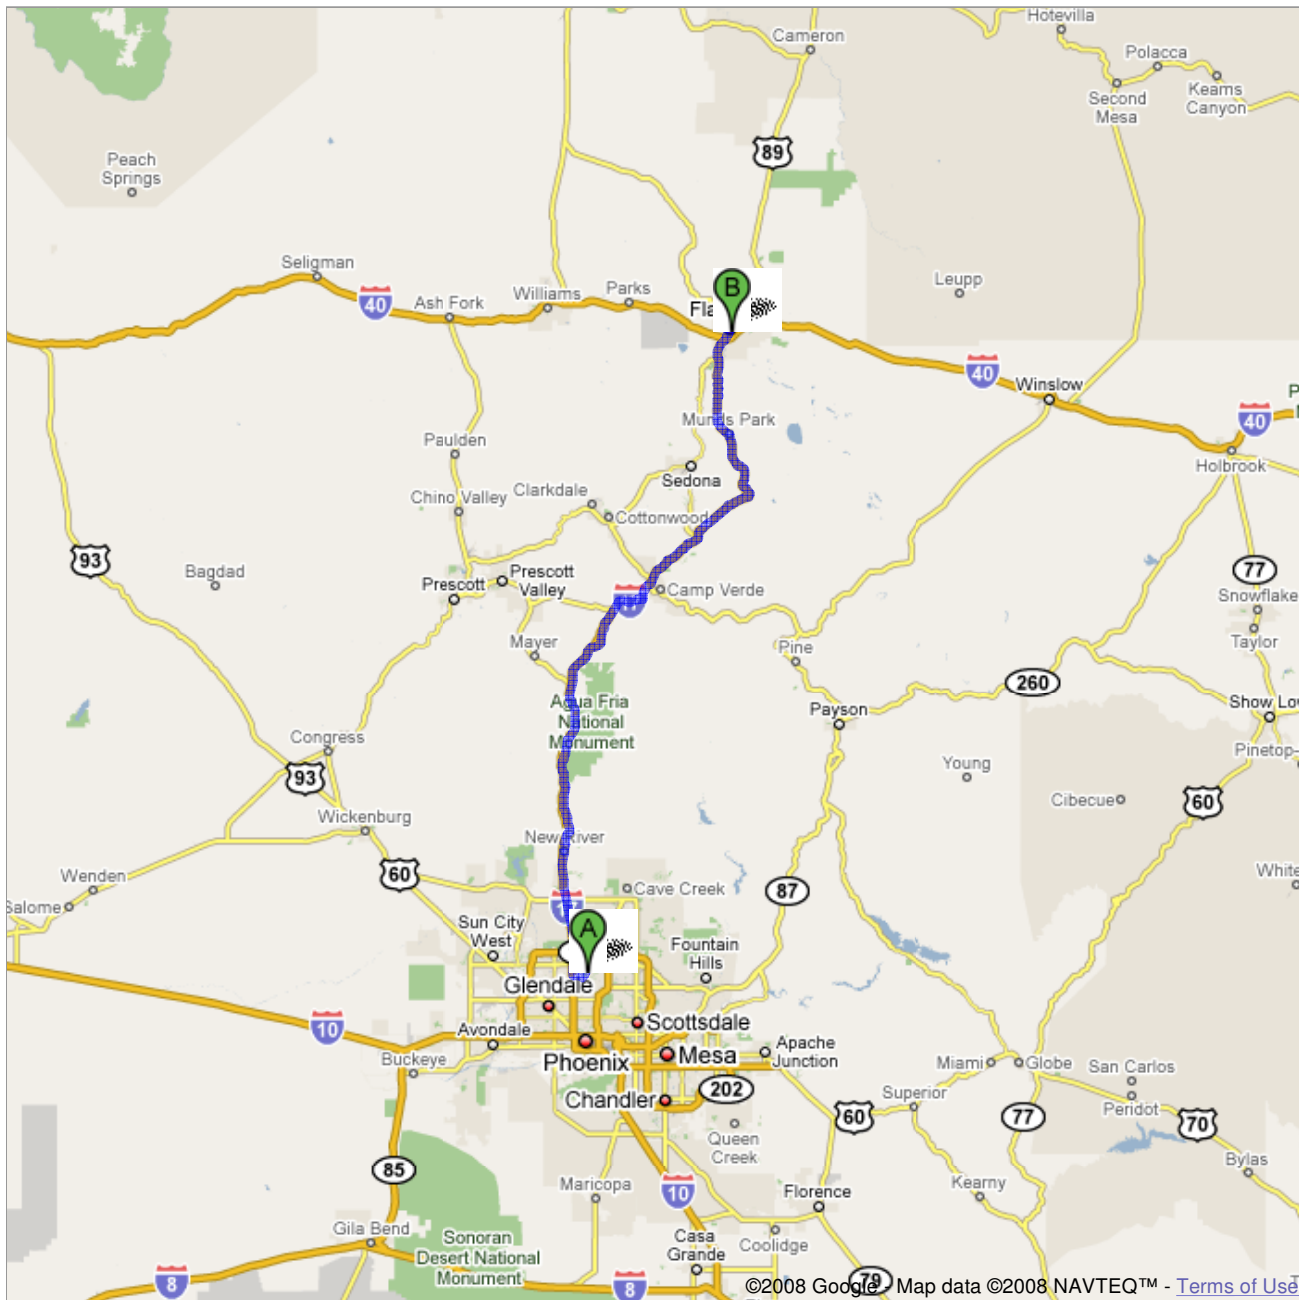 Hotevilla
Cameron
Polacca
Second
Mesa
Keams
Canyon
89
Peach
Springs
Seligman
40
Ash Fork
Williams
Parks
B
Leupp
40
Winslow
40
Holbrook
Munds Park
Paulden
Sedona
Chino Valley
Clarkdale
Cottonwood
93
Bagdad
Prescott
Prescott
Valley
Camp Verde
77
Snowflake
Taylor
Mayer
Pine
260
Show Low
Payson
Agua Fria
National
Monument
Pinetop-
Congress
93
Young
Cibecue
60
Wickenburg
New River
60
Wenden
Salome
Cave Creek
87
White
Sun City
West
A
Fountain
Hills
Glendale
10
Avondale
Scottsdale
Buckeye
Phoenix
Mesa
Apache
Junction
Miami
Globe
San Carlos
Chandler
202
Superior
Peridot
60
77
70
Queen
Creek
85
Bylas
Maricopa
10
Florence
Kearny
Gila Bend
Sonoran
Desert National
Monument
Casa
Grande
Coolidge
8
8
79
©2008 Google - Map data ©2008 NAVTEQ™ - Terms of Use